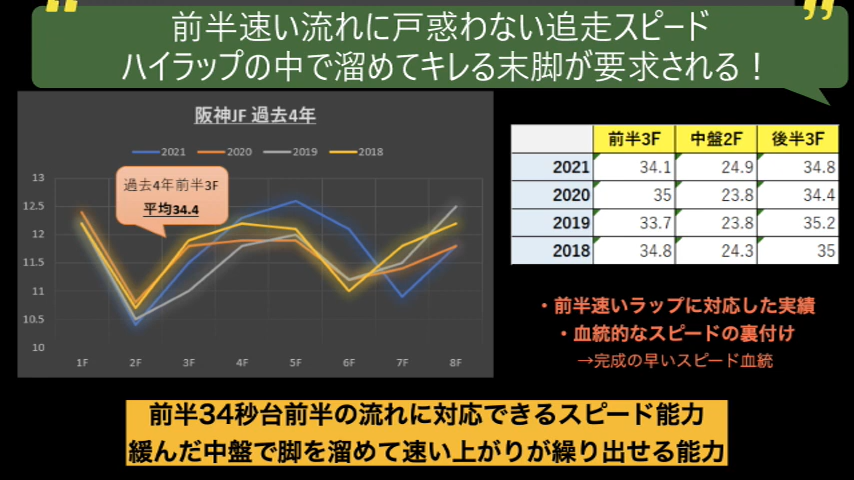 前半速い流れに戸惑わない追走スピード
ハイラップの中で溜めてキレる末脚が要求される！
阪神JF 過去4年
2021 2020 2019 2018
過去4年前半3F
平均34.4
13
12.5
12
11.5
11
10.5
10
1F 2F 3F 4F 5F 6F 7F 8F
前半3F 中盤2F 後半3F
2021 34.1 24.9 34.8
2020 35 23.8 34.4
2019 33.7 23.8 35.2
2018 34.8 24.3 35
・前半速いラップに対応した実績
・血統的なスピードの裏付け
→完成の早いスピード血統
前半34秒台前半の流れに対応できるスピード能力
緩んだ中盤で脚を溜めて速い上がりが繰り出せる能力